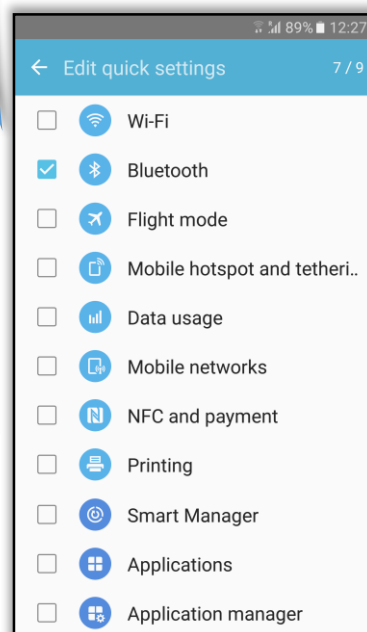 89% 12:27
Edit quick settings 7 / 9
Wi-Fi
Bluetooth
Flight mode
Mobile hotspot and tetheri..
Data usage
Mobile networks
NFC and payment
Printing
Smart Manager
Applications
Application manager